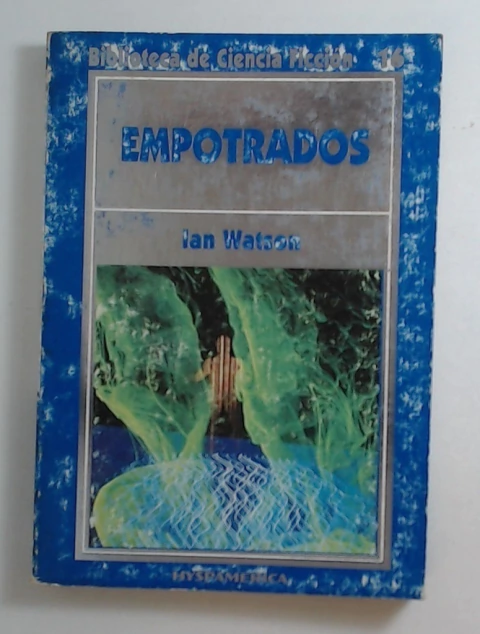 Biblioteca de Ciencia Ficción 16
EMPOTRADOS
Ian Watson
HYSPAMERICA